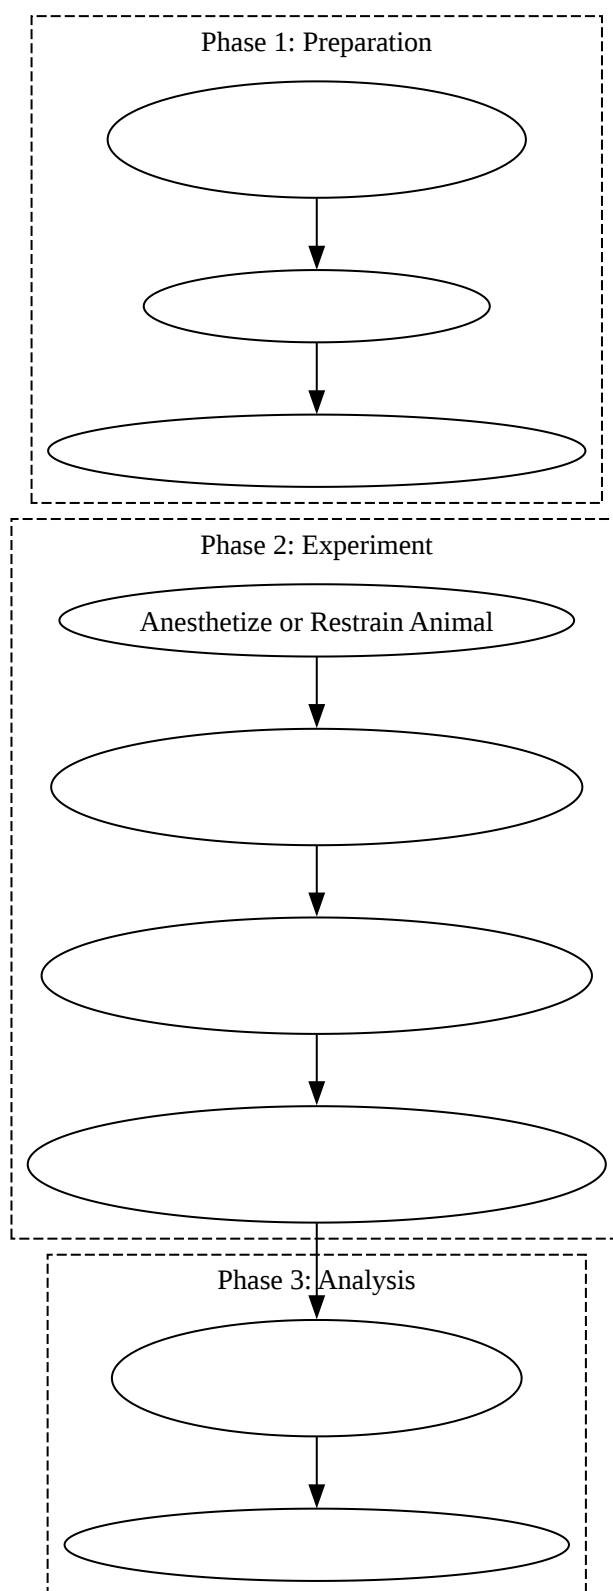 Phase 1: Preparation
Phase 2: Experiment
Anesthetize or Restrain Animal
Phase 3: Analysis